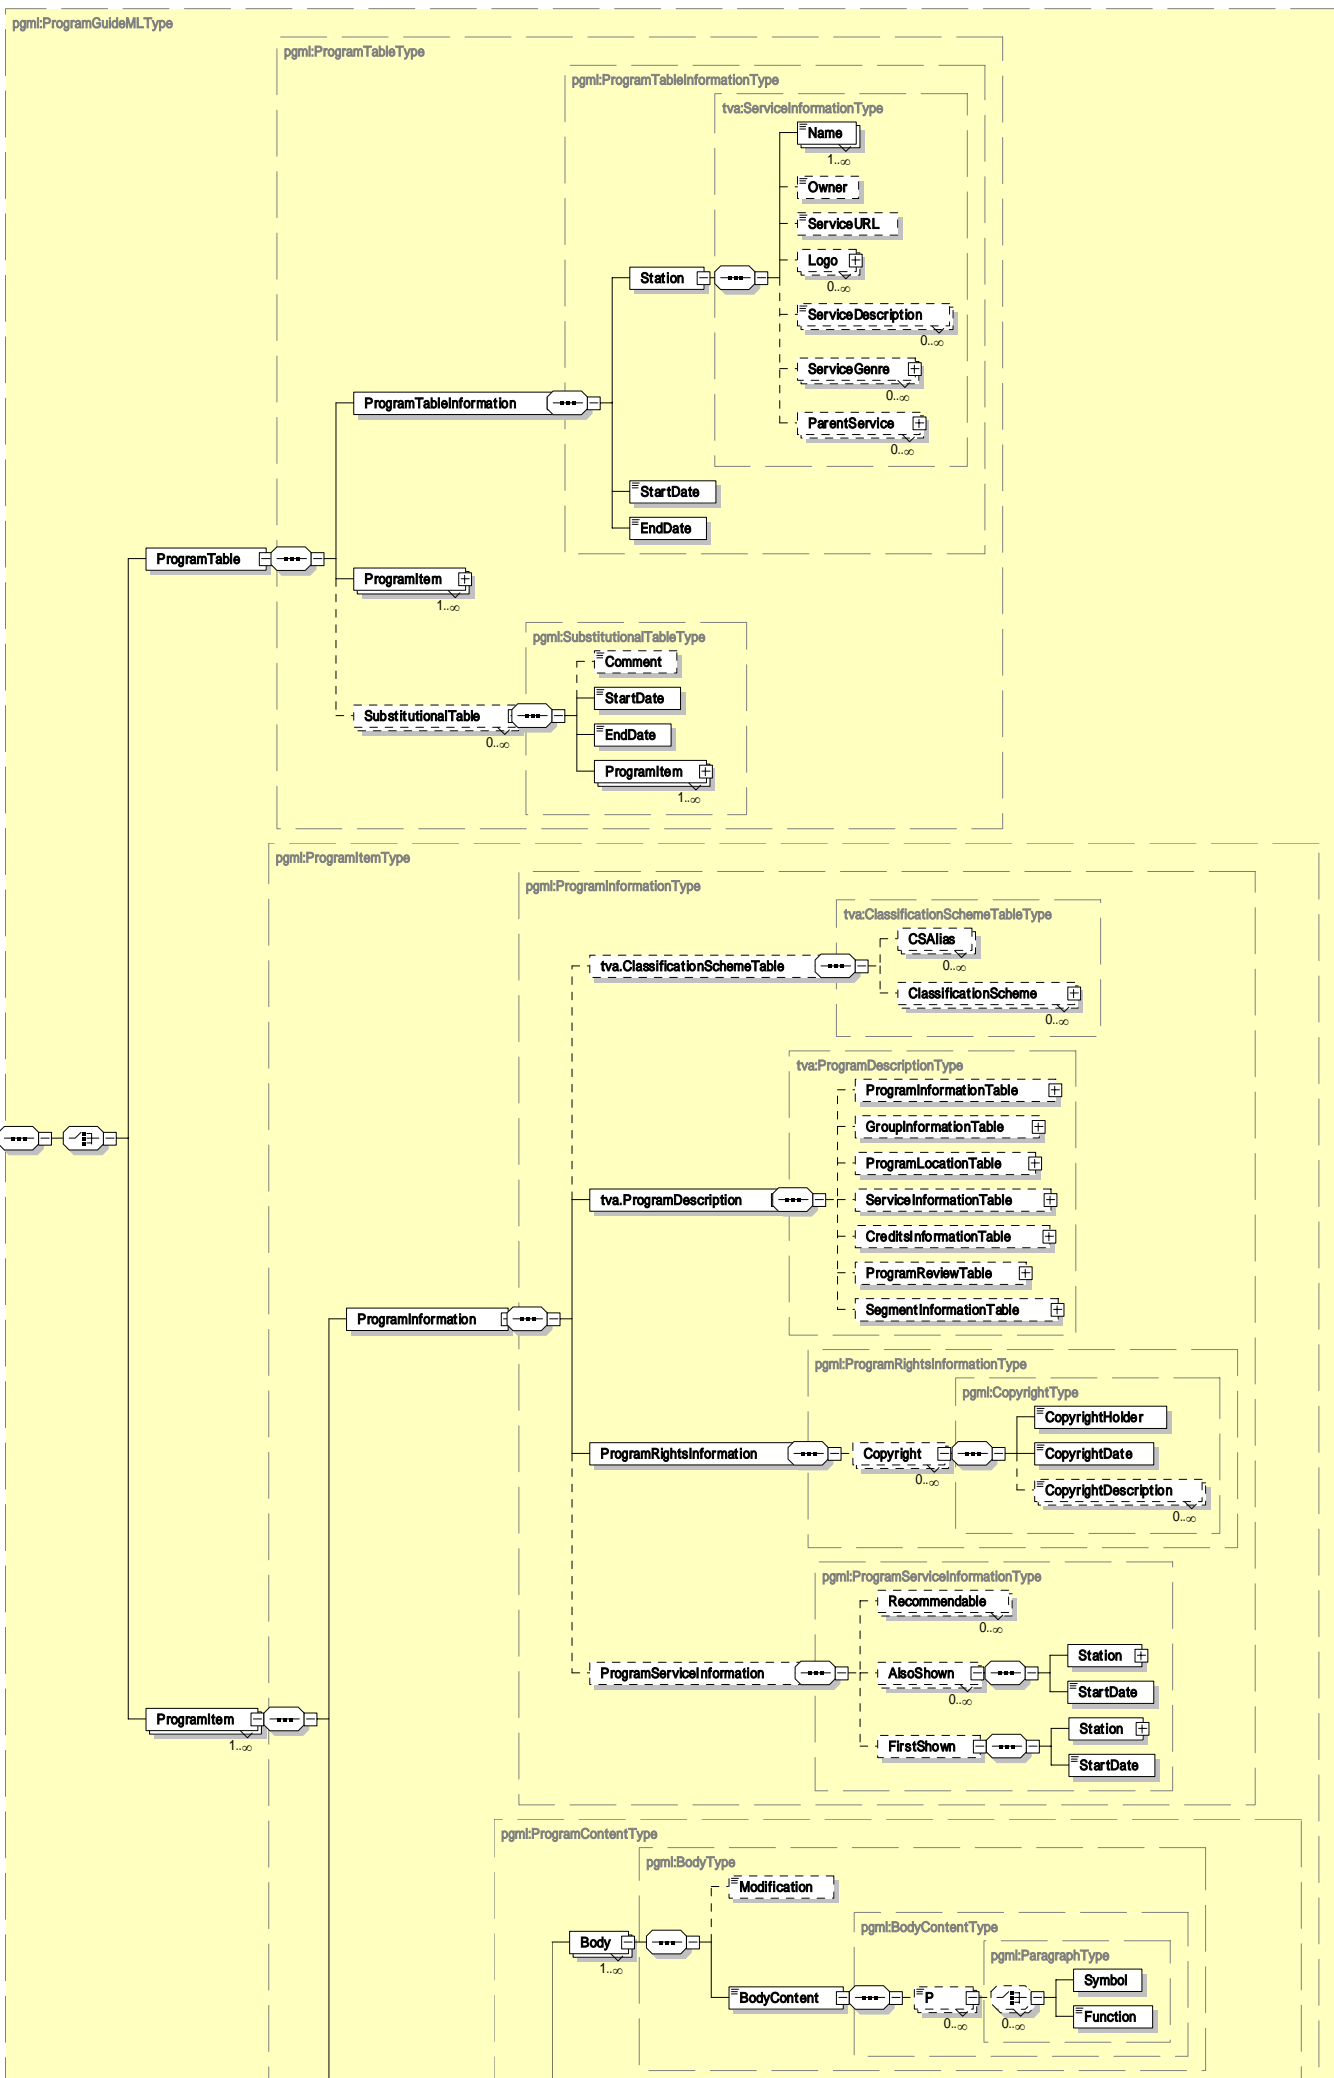 pgml:ProgramGuideMLType
pgml:ProgramTableType
pgml:ProgramTableInformationType
tva:ServiceInformationType
Name
1..∞
Owner
ServiceURL
Logo
0..∞
Station
ServiceDescription
0..∞
ServiceGenre
0..∞
ProgramTableInformation
ParentService
0..∞
StartDate
EndDate
ProgramTable
ProgramItem
1..∞
pgml:SubstitutionalTableType
Comment
StartDate
SubstitutionalTable
0..∞
EndDate
ProgramItem
1..∞
pgml:ProgramItemType
pgml:ProgramInformationType
tva:ClassificationSchemeTableType
CSAlias
0..∞
tva.ClassificationSchemeTable
ClassificationScheme
0..∞
tva:ProgramDescriptionType
ProgramInformationTable
GroupInformationTable
ProgramLocationTable
tva.ProgramDescription
ServiceInformationTable
CreditsInformationTable
ProgramReviewTable
SegmentInformationTable
ProgramInformation
pgml:ProgramRightsInformationType
pgml:CopyrightType
CopyrightHolder
ProgramRightsInformation
Copyright
0..∞
CopyrightDate
CopyrightDescription
0..∞
pgml:ProgramServiceInformationType
Recommendable
0..∞
ProgramServiceInformation
AlsoShown
0..∞
Station
StartDate
ProgramItem
1..∞
FirstShown
Station
StartDate
pgml:ProgramContentType
pgml:BodyType
Modification
Body
1..∞
pgml:BodyContentType
pgml:ParagraphType
BodyContent
P
0..∞
0..∞
Symbol
Function